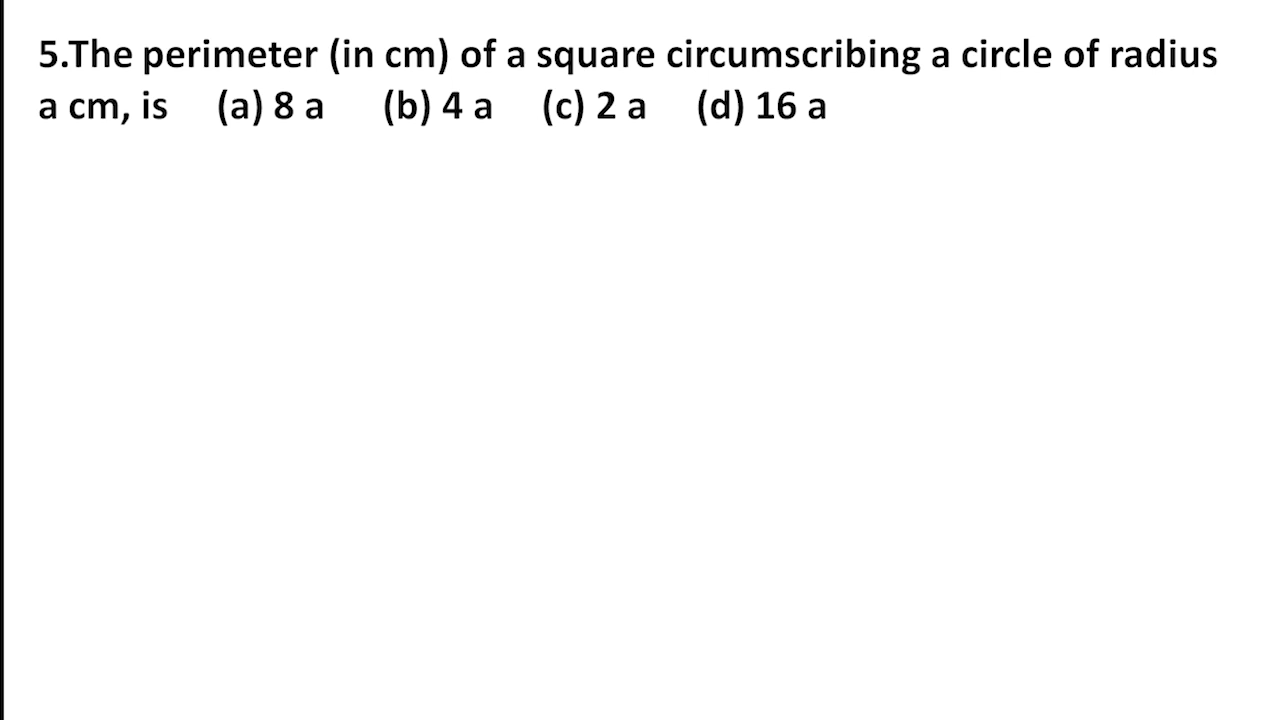 5.The perimeter (in cm) of a square circumscribing a circle of radius
a cm, is (a) 8 a (b) 4 a (c) 2 a (d) 16 a